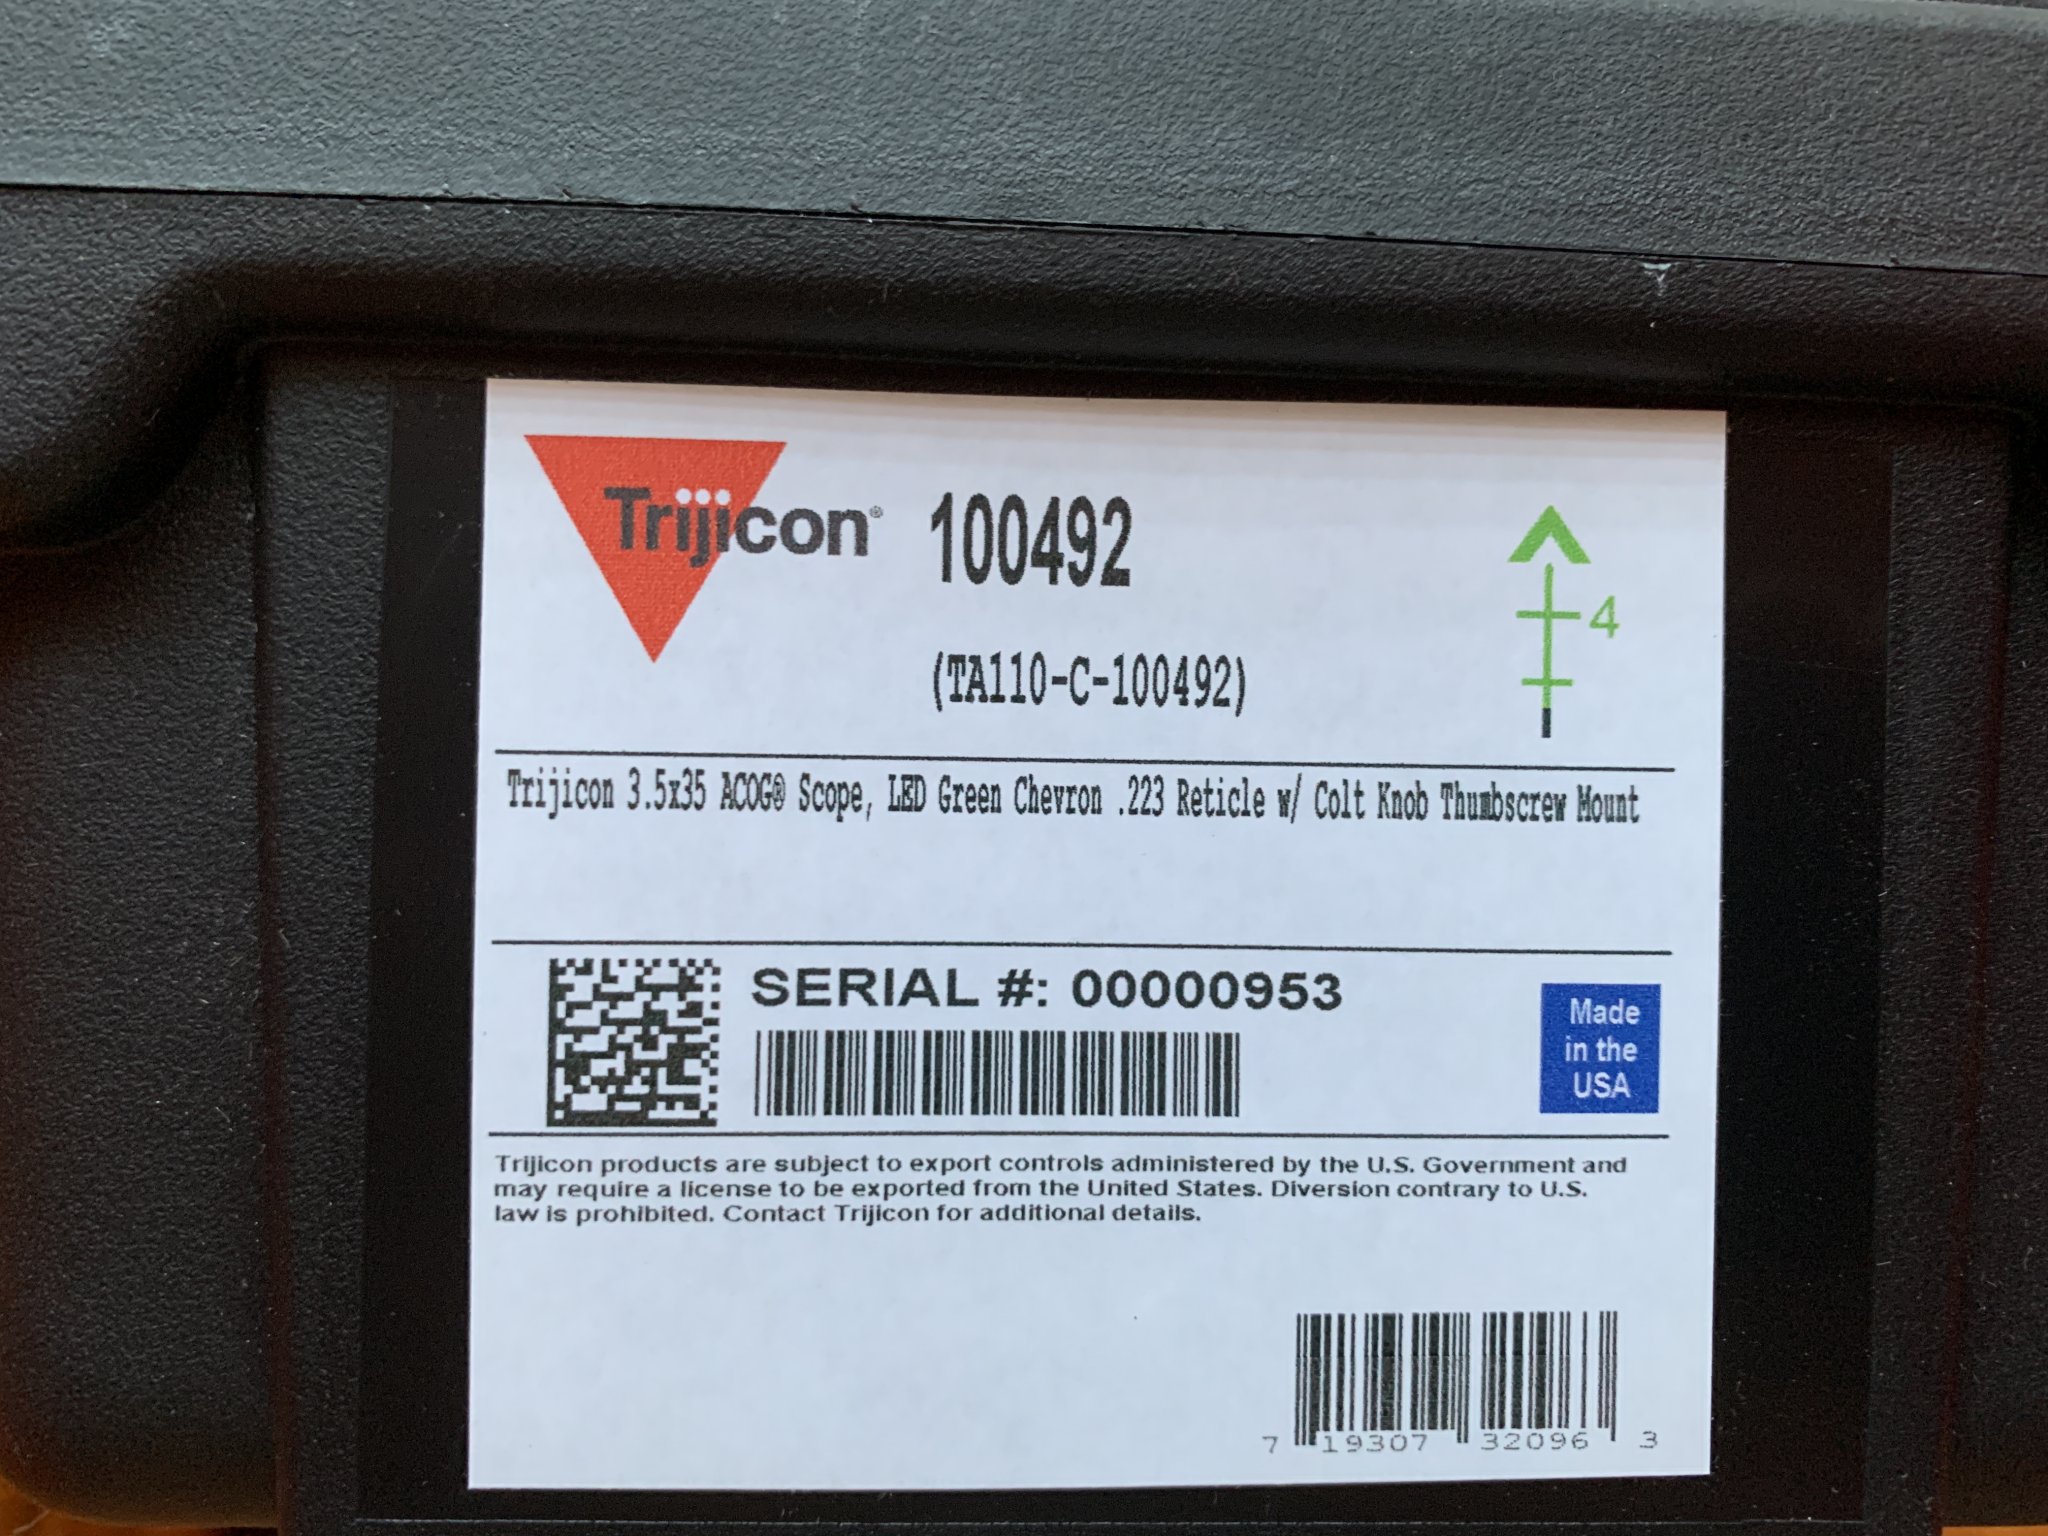 Trijicon®
100492
4
(TA110-C-100492)
Trijicon 3.5x35 ACOG® Scope, LED Green Chevron .223 Reticle w/ Colt Knob Thumbscrew Mount
SERIAL #: 00000953
Made
in the
USA
Trijicon products are subject to export controls administered by the U.S. Government and
may require a license to be exported from the United States. Diversion contrary to U.S.
law is prohibited. Contact Trijicon for additional details.
7 19307 32096 3